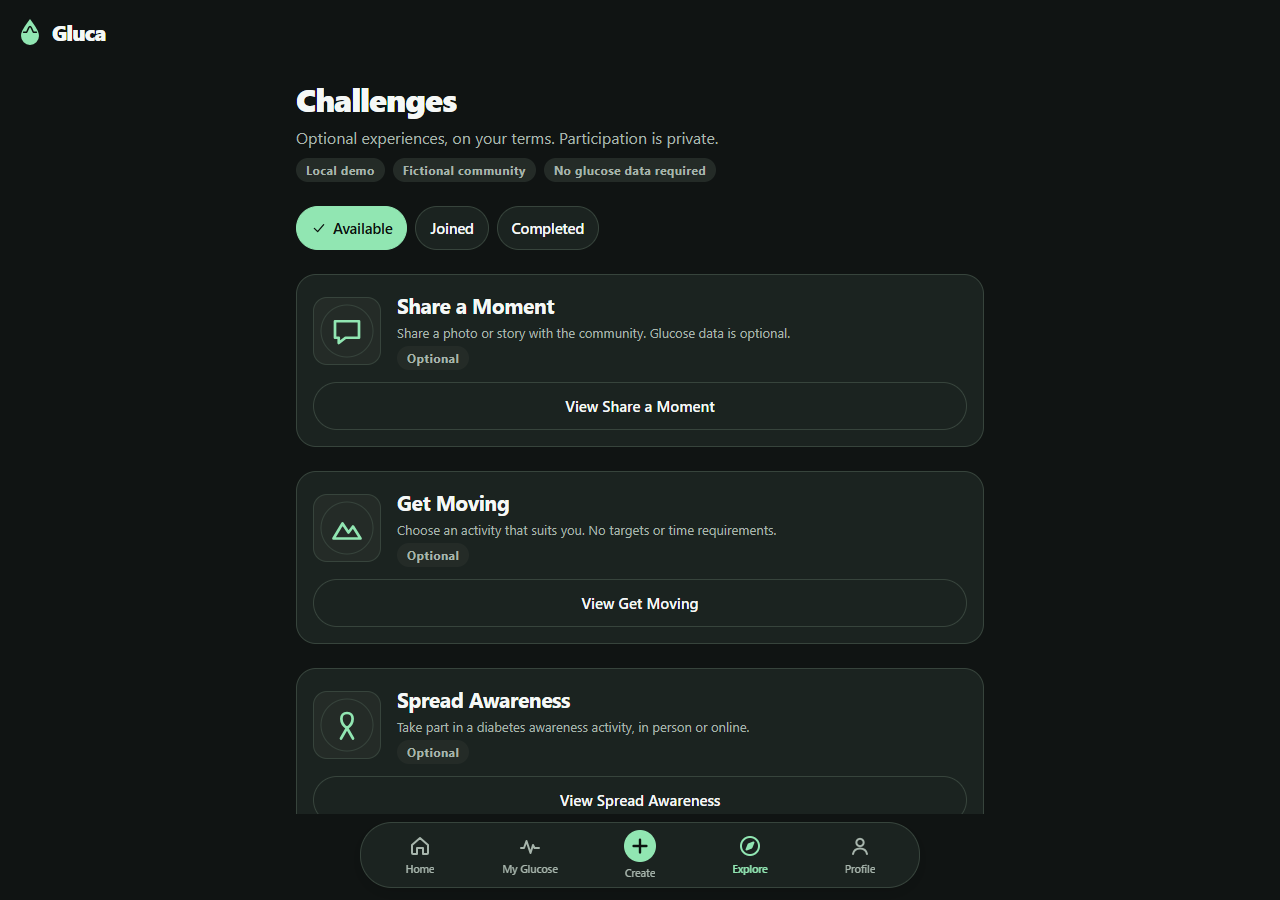 Gluca
Challenges
Optional experiences, on your terms. Participation is private.
Local demo
Fictional community
No glucose data required
Available
Joined
Completed
Share a Moment
Share a photo or story with the community. Glucose data is optional.
Optional
View Share a Moment
Get Moving
Choose an activity that suits you. No targets or time requirements.
Optional
View Get Moving
Spread Awareness
Take part in a diabetes awareness activity, in person or online.
Optional
View Spread Awareness
Home
My Glucose
Create
Explore
Profile